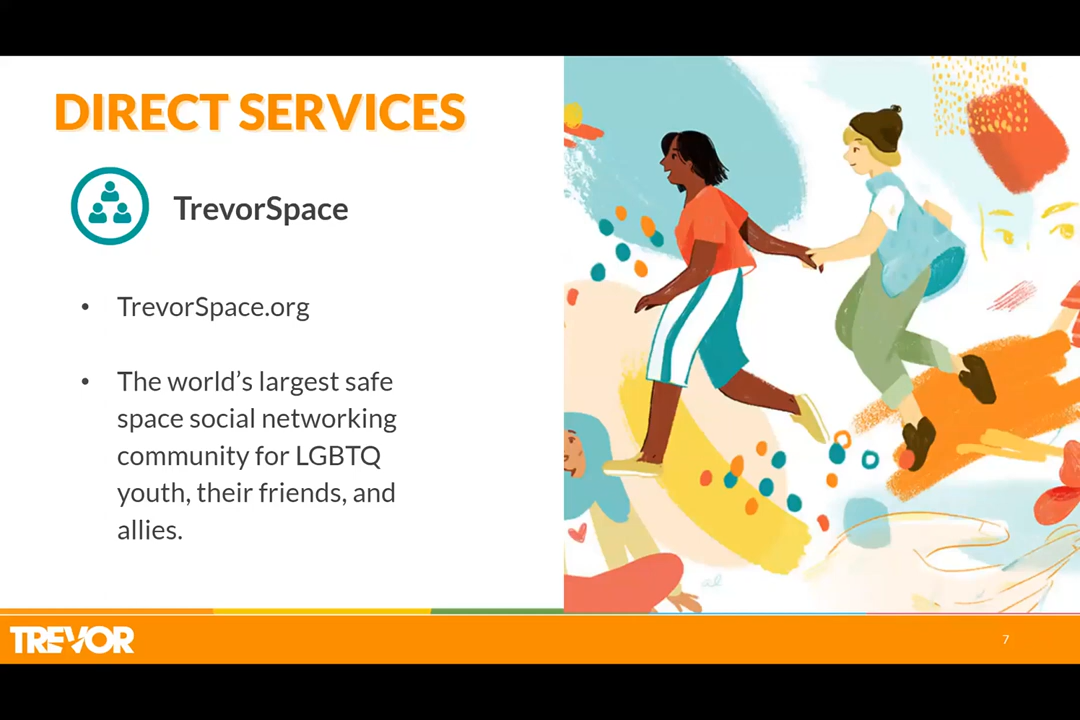 DIRECT SERVICES
TrevorSpace
• TrevorSpace.org
• The world’s largest safe
space social networking
community for LGBTQ
youth, their friends, and
allies.
TREVOR
7